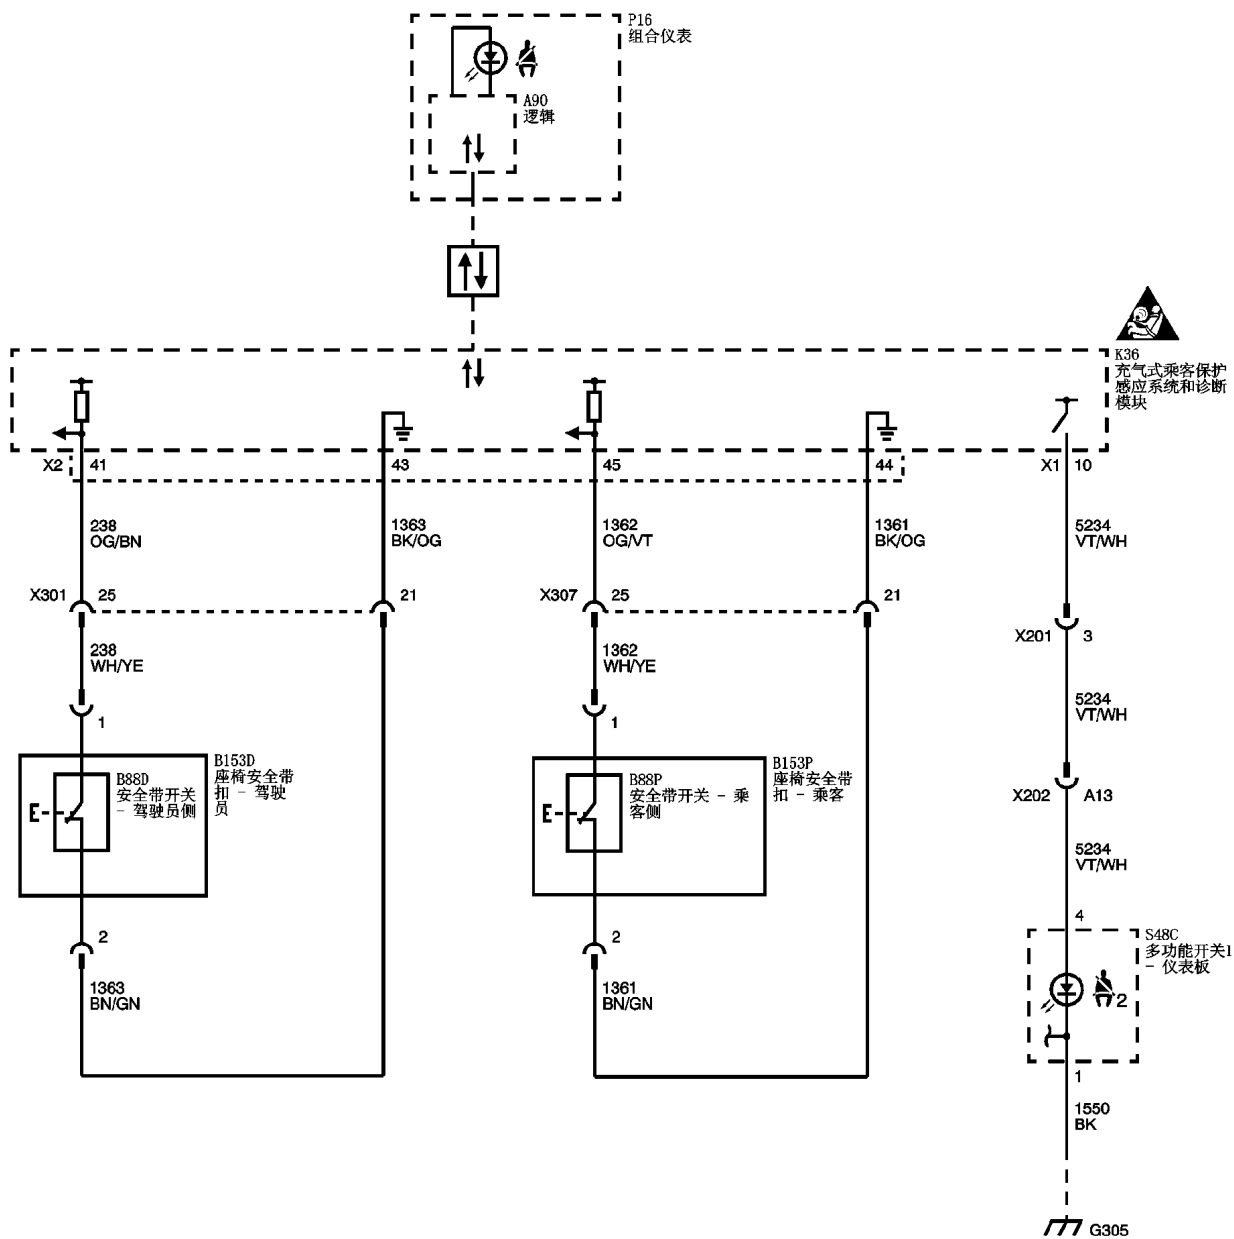 P16
组合仪表
A90
逻辑
K36
充气式乘客保护
感应系统和诊断
模块
X2
41
43
45
44
X1
10
238
OG/BN
1363
BK/OG
1362
OG/VT
1361
BK/OG
5234
VT/WH
X301
25
21
X307
25
21
X201
3
238
WH/YE
1362
WH/YE
5234
VT/WH
1
1
B153D
座椅安全带
扣 - 驾驶
员
B88D
安全带开关
- 驾驶员侧
B153P
座椅安全带
扣 - 乘客
B88P
安全带开关 - 乘
客侧
X202
A13
5234
VT/WH
4
2
2
S48C
多功能开关1
- 仪表板
2
1363
BN/GN
1361
BN/GN
1
1550
BK
G305